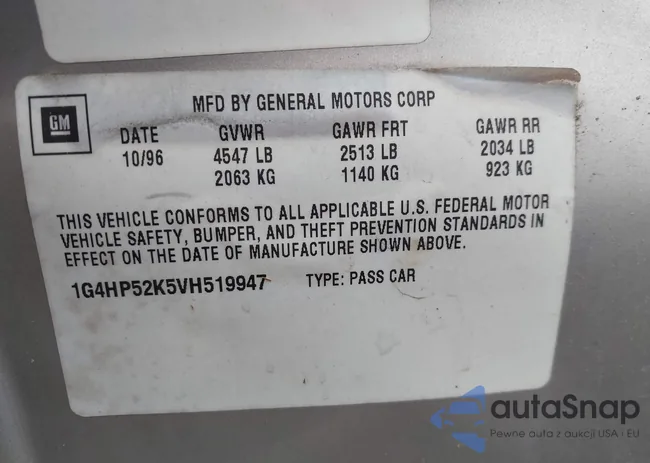 MFD BY GENERAL MOTORS CORP
GM
DATE GVWR GAWR FRT GAWR RR
10/96 4547 LB 2513 LB 2034 LB
2063 KG 1140 KG 923 KG
THIS VEHICLE CONFORMS TO ALL APPLICABLE U.S. FEDERAL MOTOR
VEHICLE SAFETY, BUMPER, AND THEFT PREVENTION STANDARDS IN
EFFECT ON THE DATE OF MANUFACTURE SHOWN ABOVE.
1G4HP52K5VH519947 TYPE: PASS CAR
autaSnap
Pewne auta z aukcji USA i EU